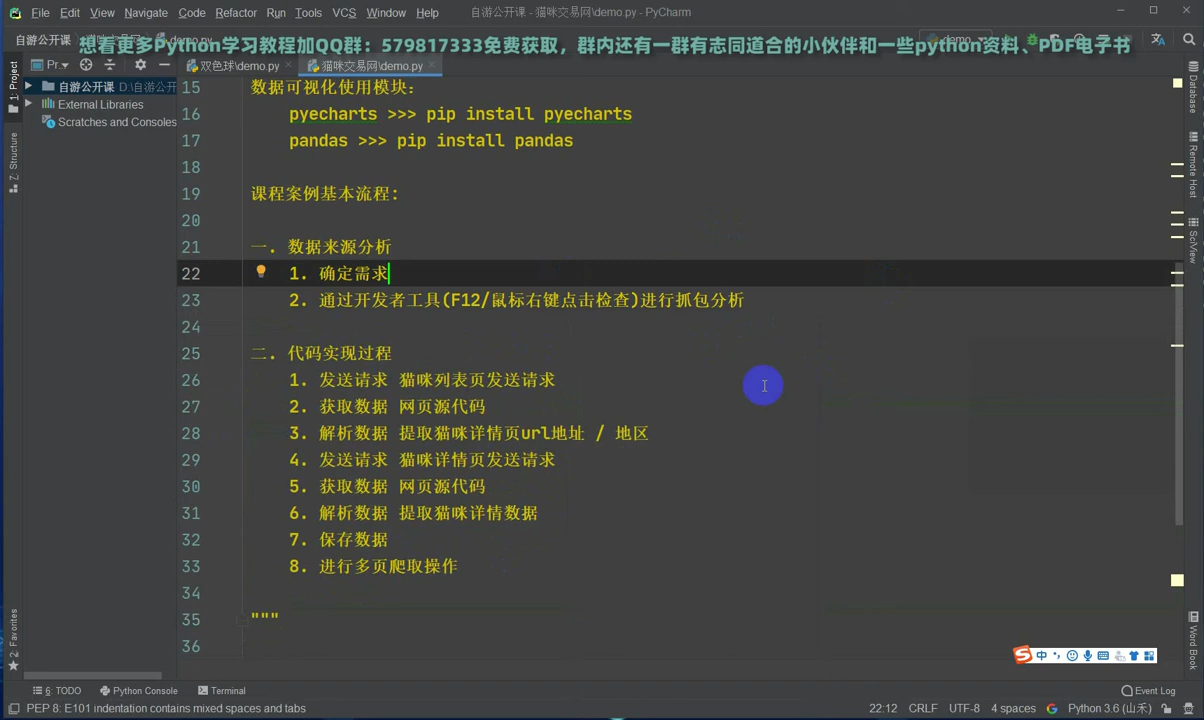 File Edit View Navigate Code Refactor Run Tools VCS Window Help 自游公开课 - 猫咪交易网\demo.py - PyCharm
自游公开课
想看更多Python学习教程加QQ群：579817333免费获取，群内还有一群有志同道合的小伙伴和一些python资料、PDF电子书
Pr... 双色球\demo.py 猫咪交易网\demo.py
1: Project
自游公开课 D:\自游公开
External Libraries
Scratches and Consoles
Z: Structure
2: Favorites
15 数据可视化使用模块：
16 pyecharts >>> pip install pyecharts
17 pandas >>> pip install pandas
18
19 课程案例基本流程：
20
21 一. 数据来源分析
22 1. 确定需求
23 2. 通过开发者工具(F12/鼠标右键点击检查)进行抓包分析
24
25 二. 代码实现过程
26 1. 发送请求 猫咪列表页发送请求
27 2. 获取数据 网页源代码
28 3. 解析数据 提取猫咪详情页url地址 / 地区
29 4. 发送请求 猫咪详情页发送请求
30 5. 获取数据 网页源代码
31 6. 解析数据 提取猫咪详情数据
32 7. 保存数据
33 8. 进行多页爬取操作
34
35 """
36
Database
Remote Host
SciView
Word Book
中
6: TODO Python Console Terminal Event Log
PEP 8: E101 indentation contains mixed spaces and tabs 22:12 CRLF UTF-8 4 spaces Python 3.6 (山禾)